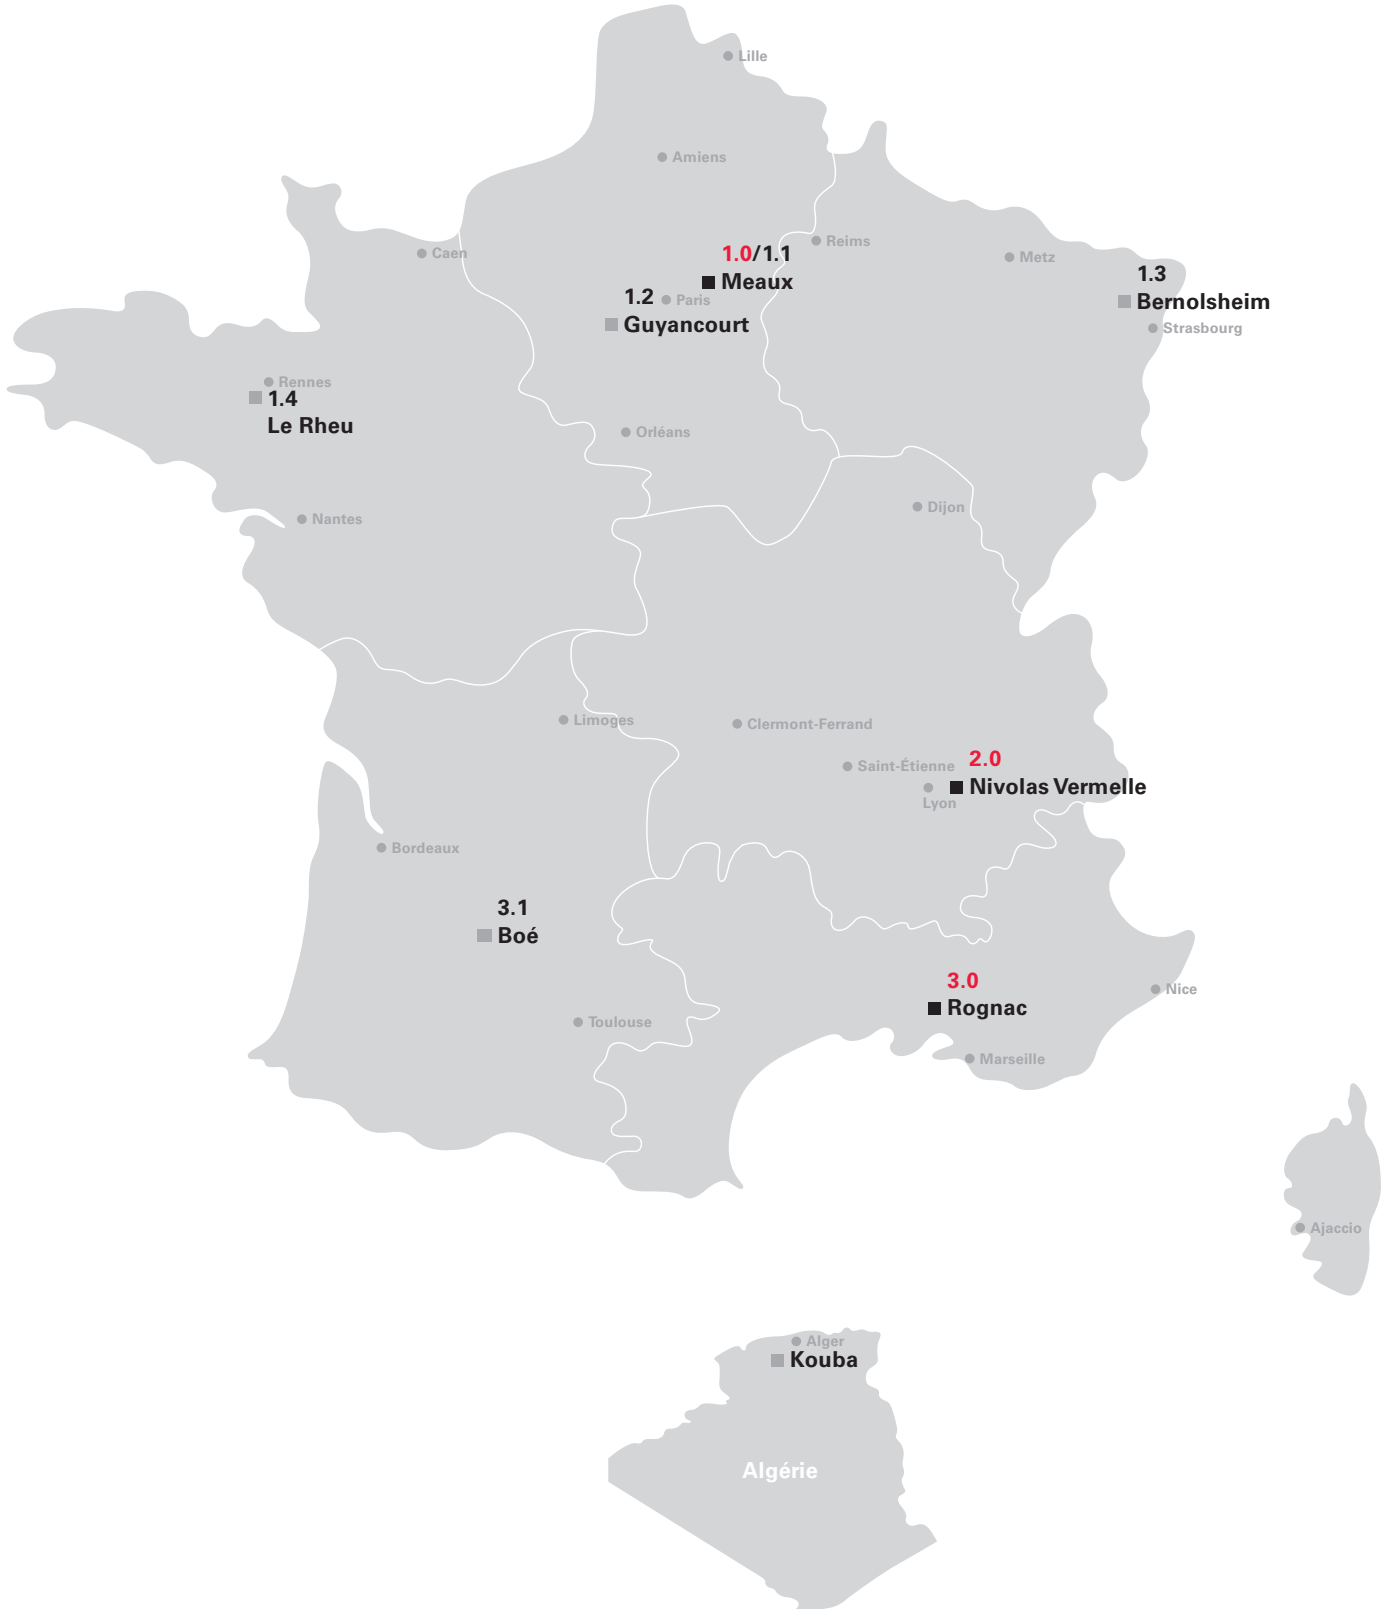 Lille
Amiens
Reims
1.0/1.1
Meaux
Caen
Metz
1.3
Bernolsheim
1.2
Paris
Guyancourt
Strasbourg
Rennes
1.4
Le Rheu
Orléans
Dijon
Nantes
Limoges
Clermont-Ferrand
Saint-Étienne
2.0
Nivolas Vermelle
Lyon
Bordeaux
3.1
Boé
3.0
Rognac
Nice
Toulouse
Marseille
Ajaccio
Alger
Kouba
Algérie